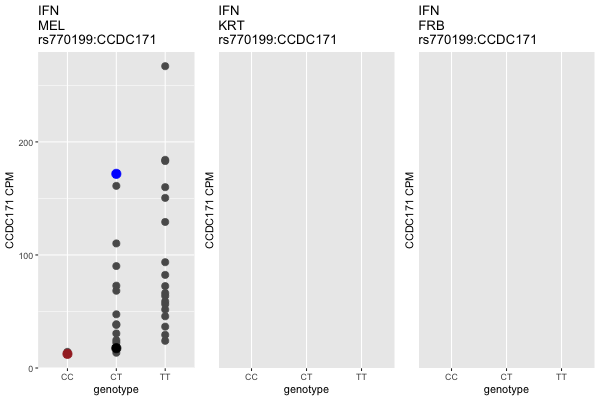 IFN
MEL
rs770199:CCDC171
CCDC171 CPM
200
100
0
CC CT TT
genotype
IFN
KRT
rs770199:CCDC171
CCDC171 CPM
CC CT TT
genotype
IFN
FRB
rs770199:CCDC171
CCDC171 CPM
CC CT TT
genotype